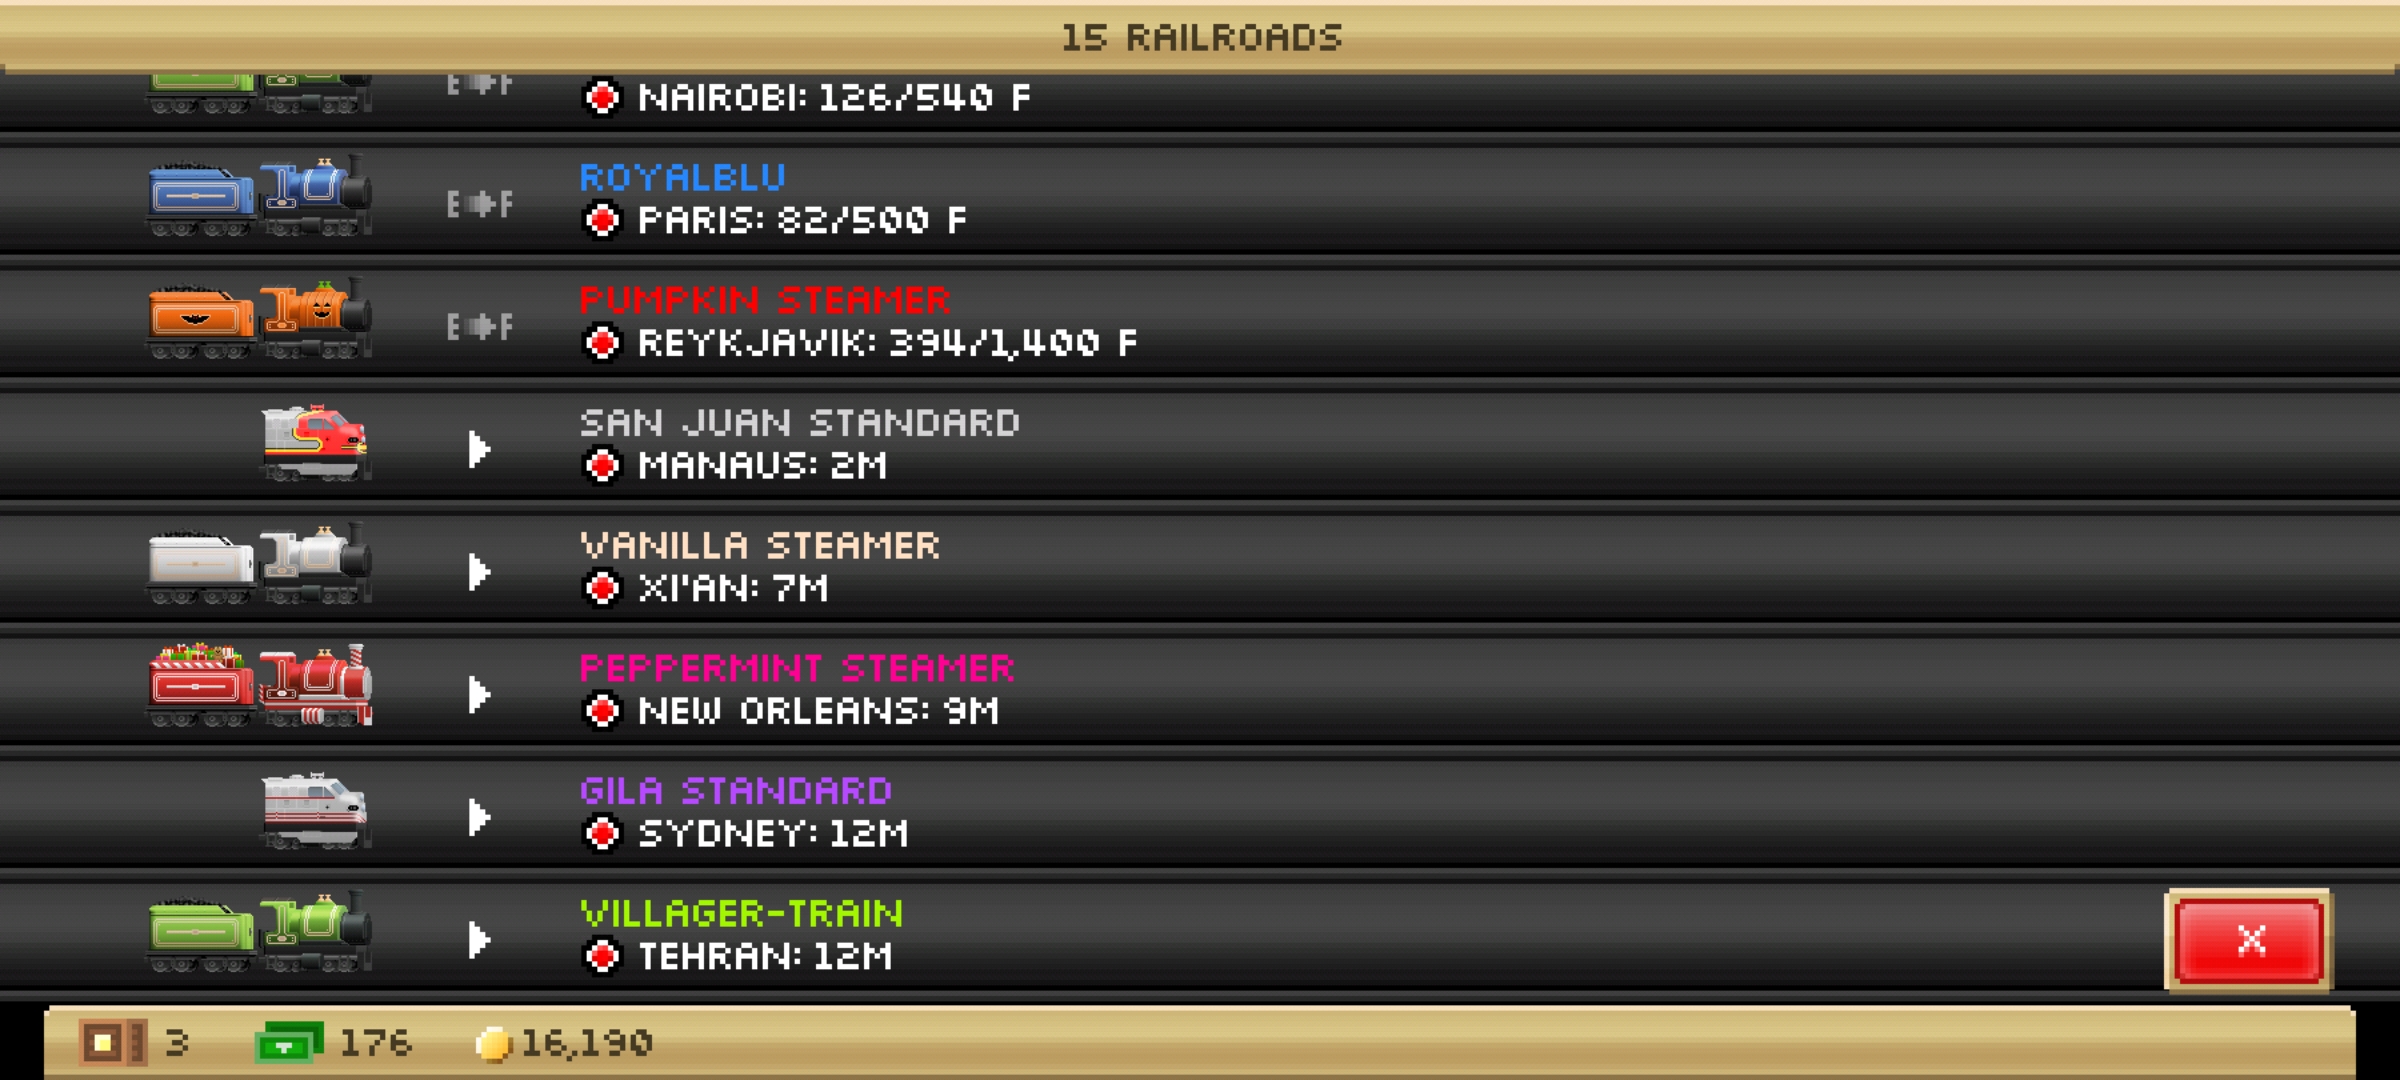 15 RAILROADS
E F
NAIROBI: 126/540 F
ROYALBLU
E F
PARIS: 82/500 F
PUMPKIN STEAMER
E F
REYKJAVIK: 394/1,400 F
SAN JUAN STANDARD
MANAUS: 2M
VANILLA STEAMER
XI'AN: 7M
PEPPERMINT STEAMER
NEW ORLEANS: 9M
GILA STANDARD
SYDNEY: 12M
VILLAGER-TRAIN
TEHRAN: 12M
X
3 176 16,190